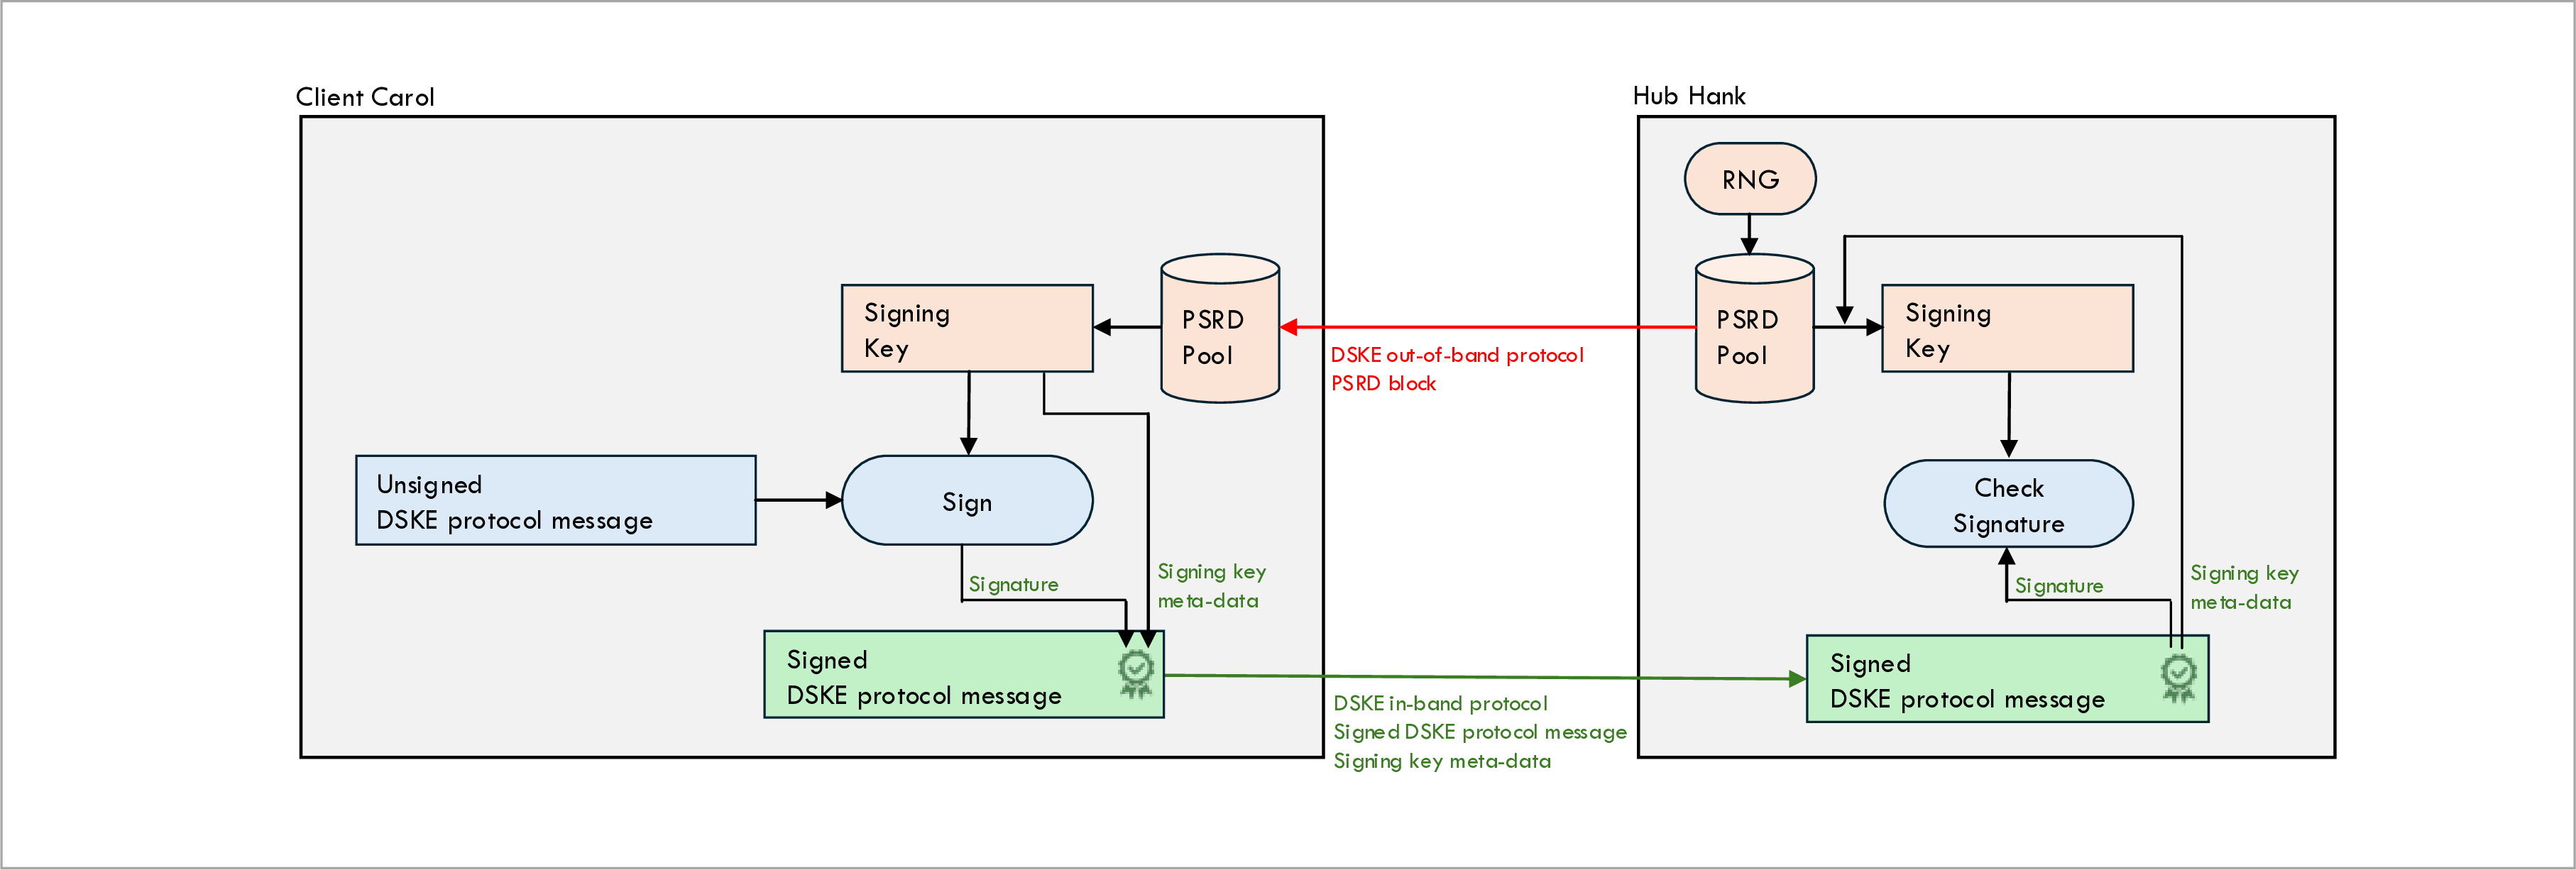 Client Carol
Signing
Key
PSRD
Pool
Unsigned
DSKE protocol message
Sign
Signature
Signing key
meta-data
Signed
DSKE protocol message
DSKE out-of-band protocol
PSRD block
DSKE in-band protocol
Signed DSKE protocol message
Signing key meta-data
Hub Hank
RNG
PSRD
Pool
Signing
Key
Check
Signature
Signature
Signing key
meta-data
Signed
DSKE protocol message